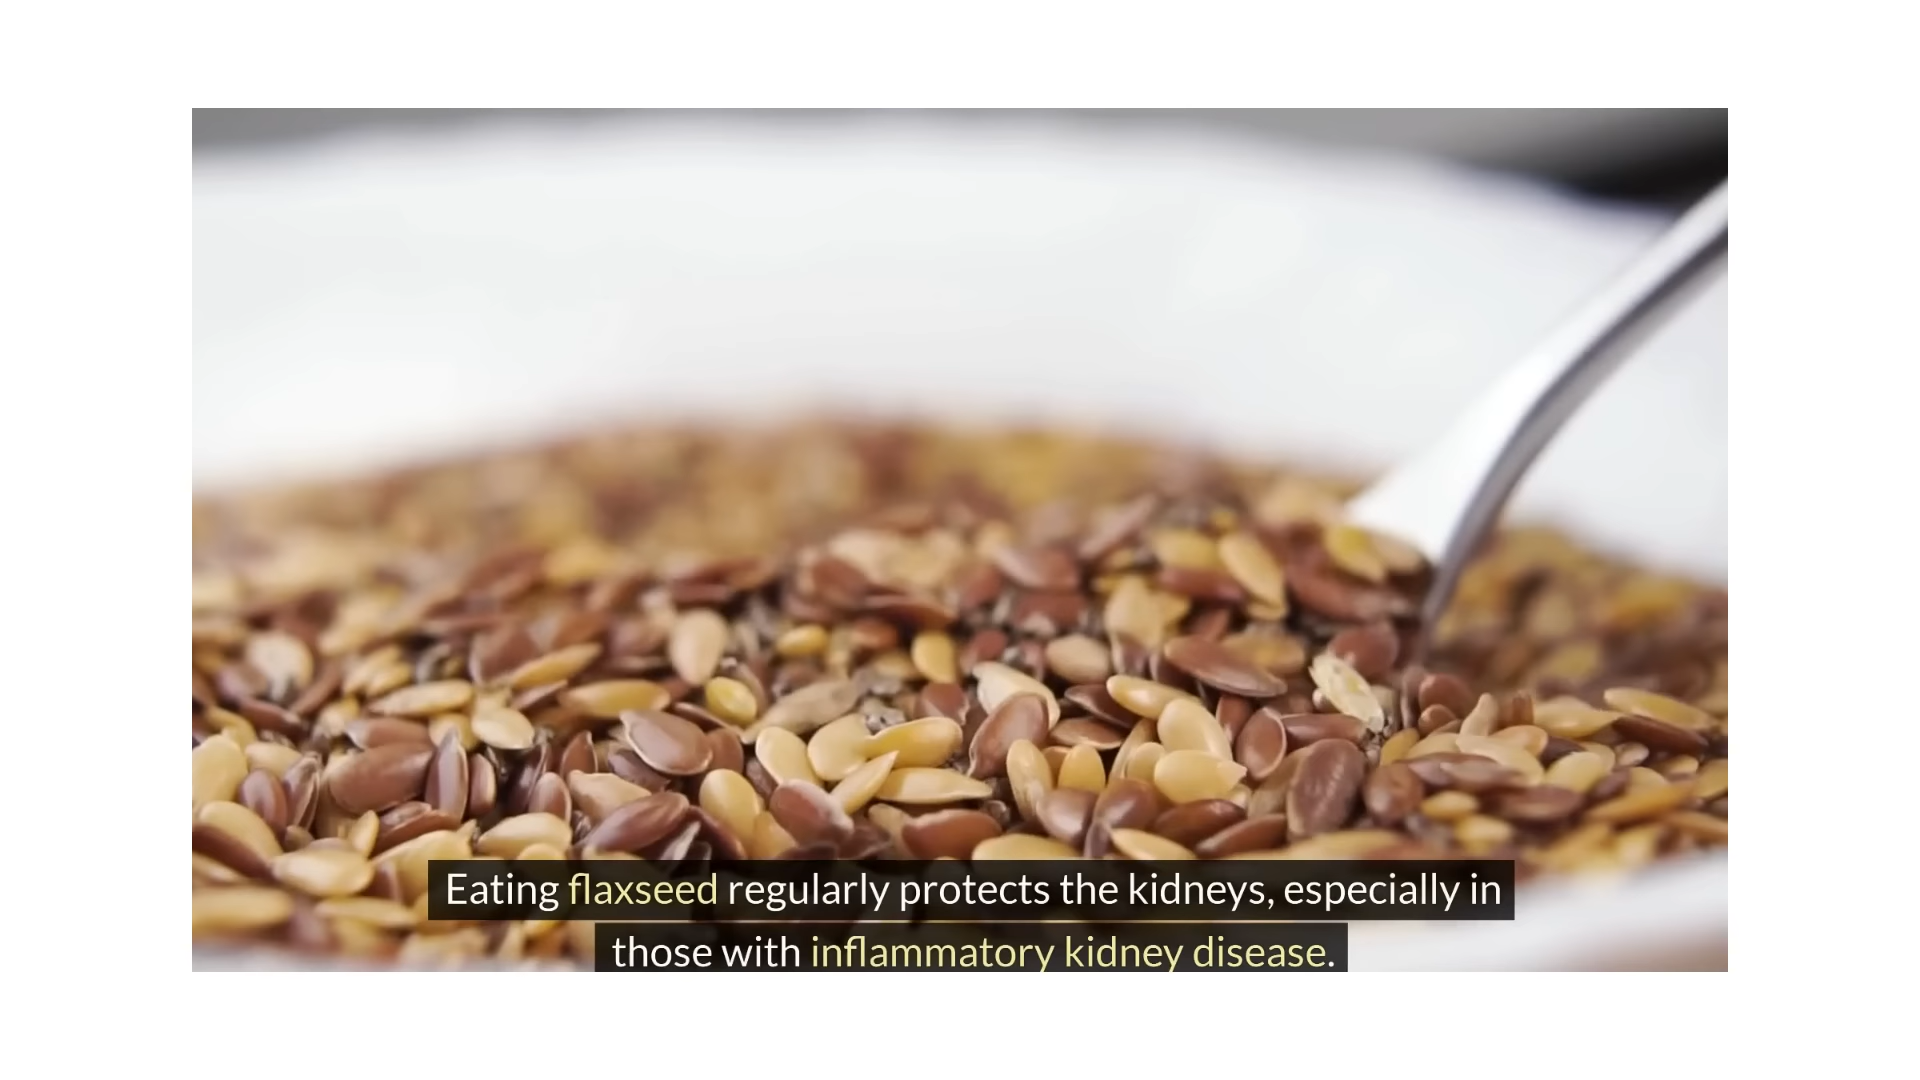 Eating flaxseed regularly protects the kidneys, especially in
those with inflammatory kidney disease.